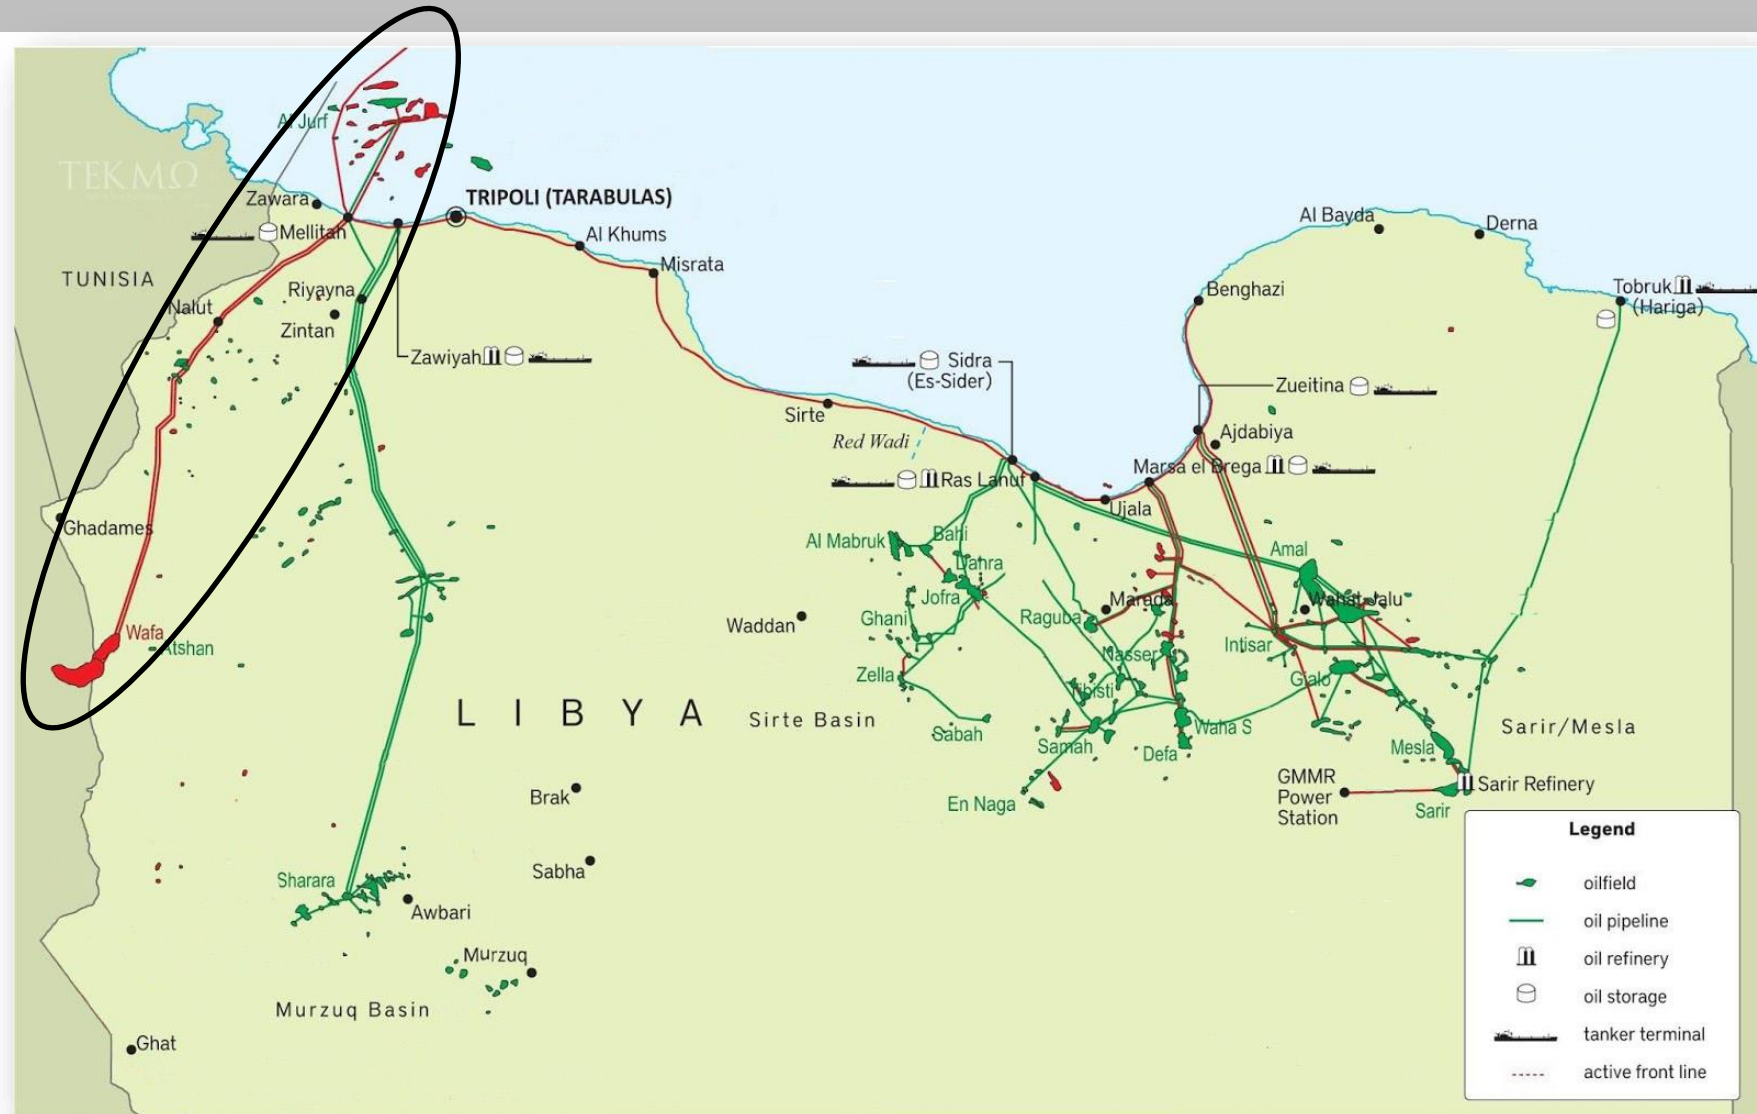 TEKMΩ
Al Jurf
Zawara
TRIPOLI (TARABULAS)
Mellitah
Al Khums
Misrata
TUNISIA
Nalut
Riyayna
Zintan
Zawiyah
Ghadames
Wafa
Atshan
Sirte
Red Wadi
Sidra
(Es-Sider)
Ras Lanuf
Al Bayda
Derna
Benghazi
Tobruk
(Hariga)
Zueitina
Ajdabiya
Marsa el Brega
Ujala
Al Mabruk
Bahi
Dahra
Jofra
Ghani
Zella
Sabah
Waddan
L I B Y A
Sirte Basin
Raguba
Marada
Nasser
Tibisti
Samah
Defa
Waha S
En Naga
Amal
Wahat Jalu
Intisar
Gialo
Mesla
Sarir/Mesla
GMMR
Power
Station
Sarir Refinery
Sarir
Brak
Sabha
Sharara
Awbari
Murzuq
Murzuq Basin
Ghat
Legend
oilfield
oil pipeline
oil refinery
oil storage
tanker terminal
active front line